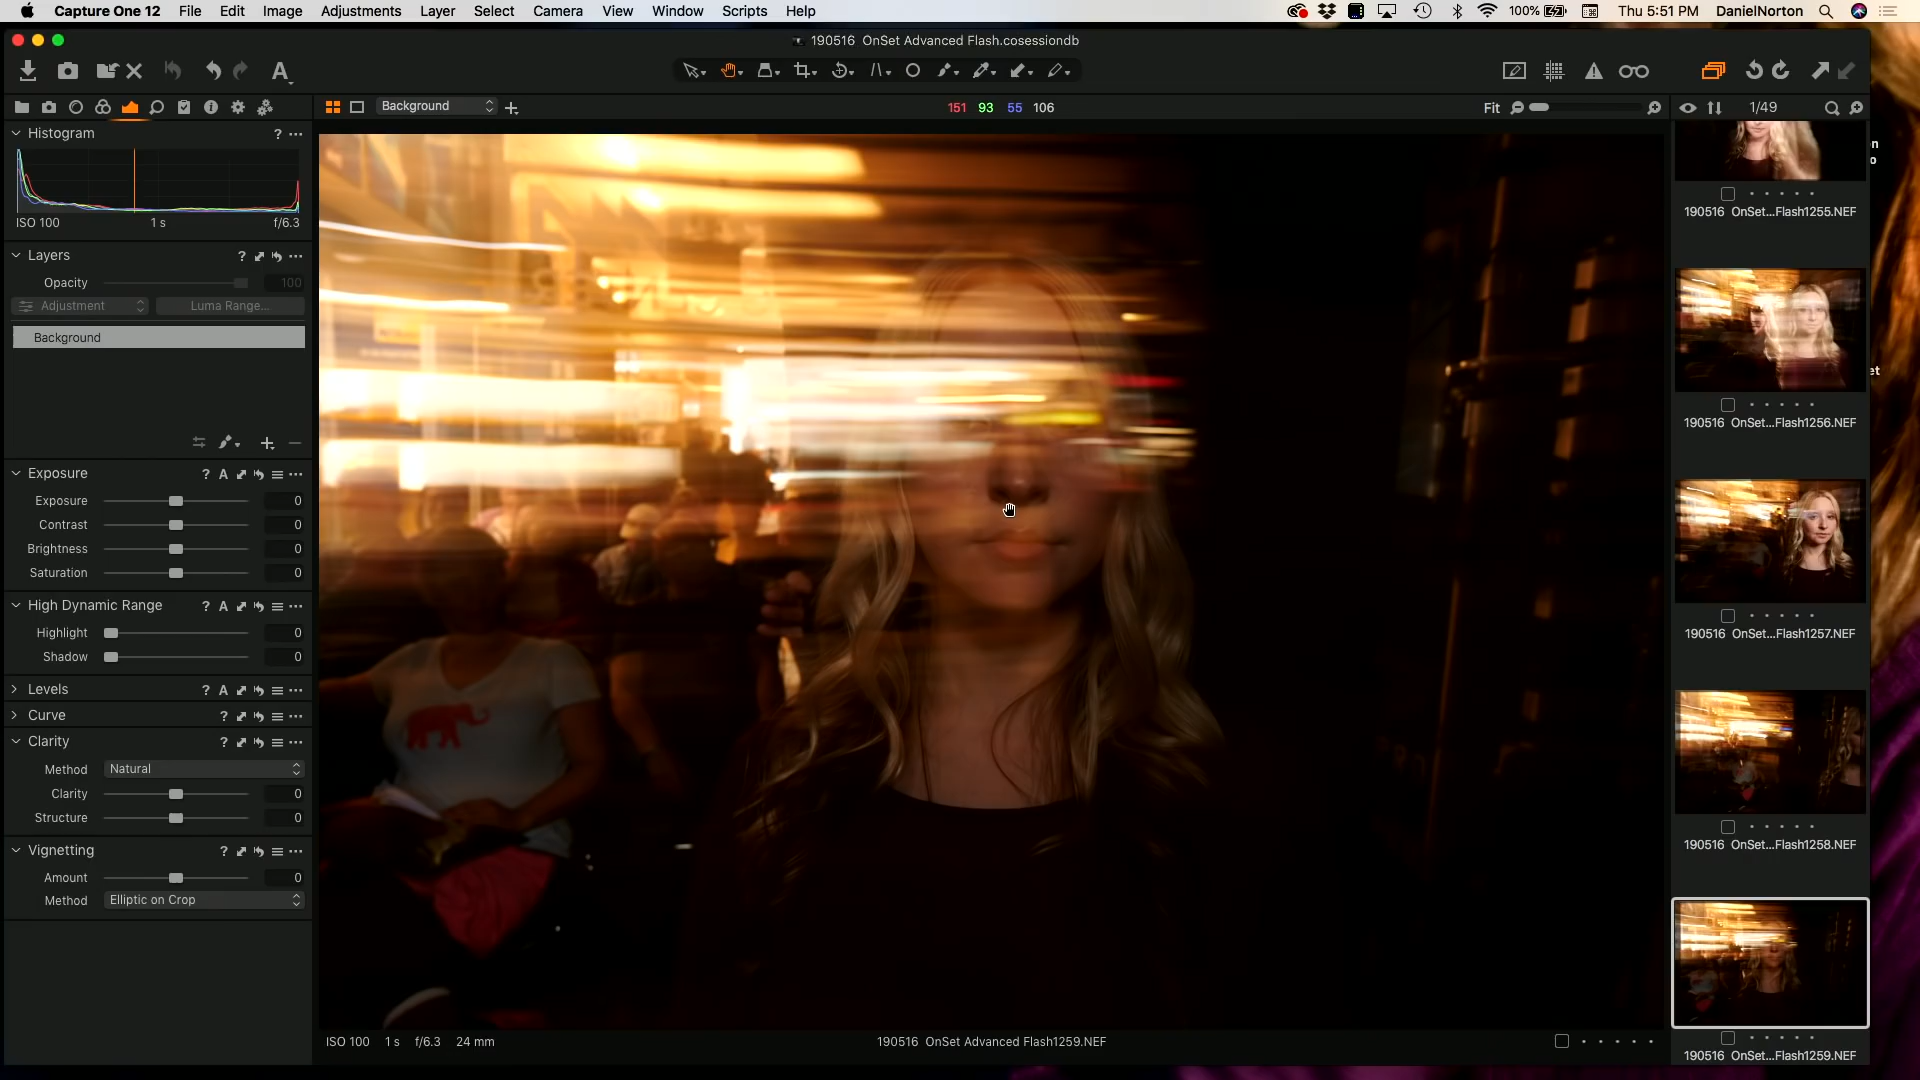 Capture One 12 File Edit Image Adjustments Layer Select Camera View Window Scripts Help 100% Thu 5:51 PM DanielNorton
190516 OnSet Advanced Flash.cosessiondb
A
Background 151 93 55 106 Fit 1/49
Histogram ?
ISO 100 1 s f/6.3
Layers ?
Opacity 100
Adjustment Luma Range...
Background
Exposure ? A
Exposure 0
Contrast 0
Brightness 0
Saturation 0
High Dynamic Range ? A
Highlight 0
Shadow 0
Levels ? A
Curve ?
Clarity ?
Method Natural
Clarity 0
Structure 0
Vignetting ?
Amount 0
Method Elliptic on Crop
ISO 100 1 s f/6.3 24 mm 190516 OnSet Advanced Flash1259.NEF
190516 OnSet...Flash1255.NEF
190516 OnSet...Flash1256.NEF
190516 OnSet...Flash1257.NEF
190516 OnSet...Flash1258.NEF
190516 OnSet...Flash1259.NEF